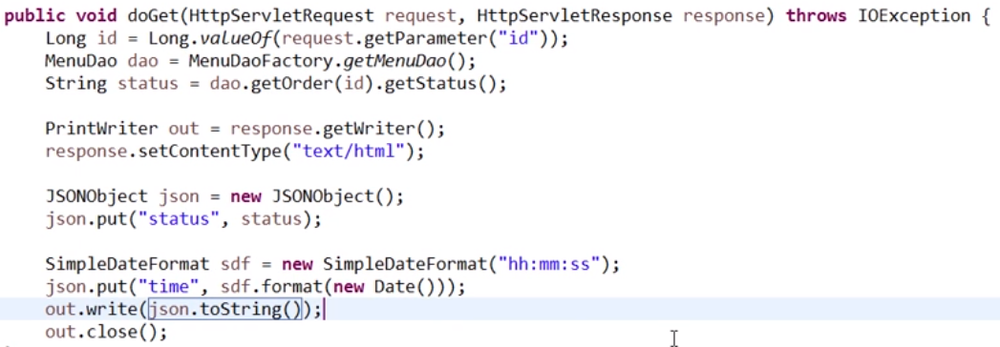 public void doGet(HttpServletRequest request, HttpServletResponse response) throws IOException {
    Long id = Long.valueOf(request.getParameter("id"));
    MenuDao dao = MenuDaoFactory.getMenuDao();
    String status = dao.getOrder(id).getStatus();

    PrintWriter out = response.getWriter();
    response.setContentType("text/html");

    JSONObject json = new JSONObject();
    json.put("status", status);

    SimpleDateFormat sdf = new SimpleDateFormat("hh:mm:ss");
    json.put("time", sdf.format(new Date()));
    out.write(json.toString());
    out.close();